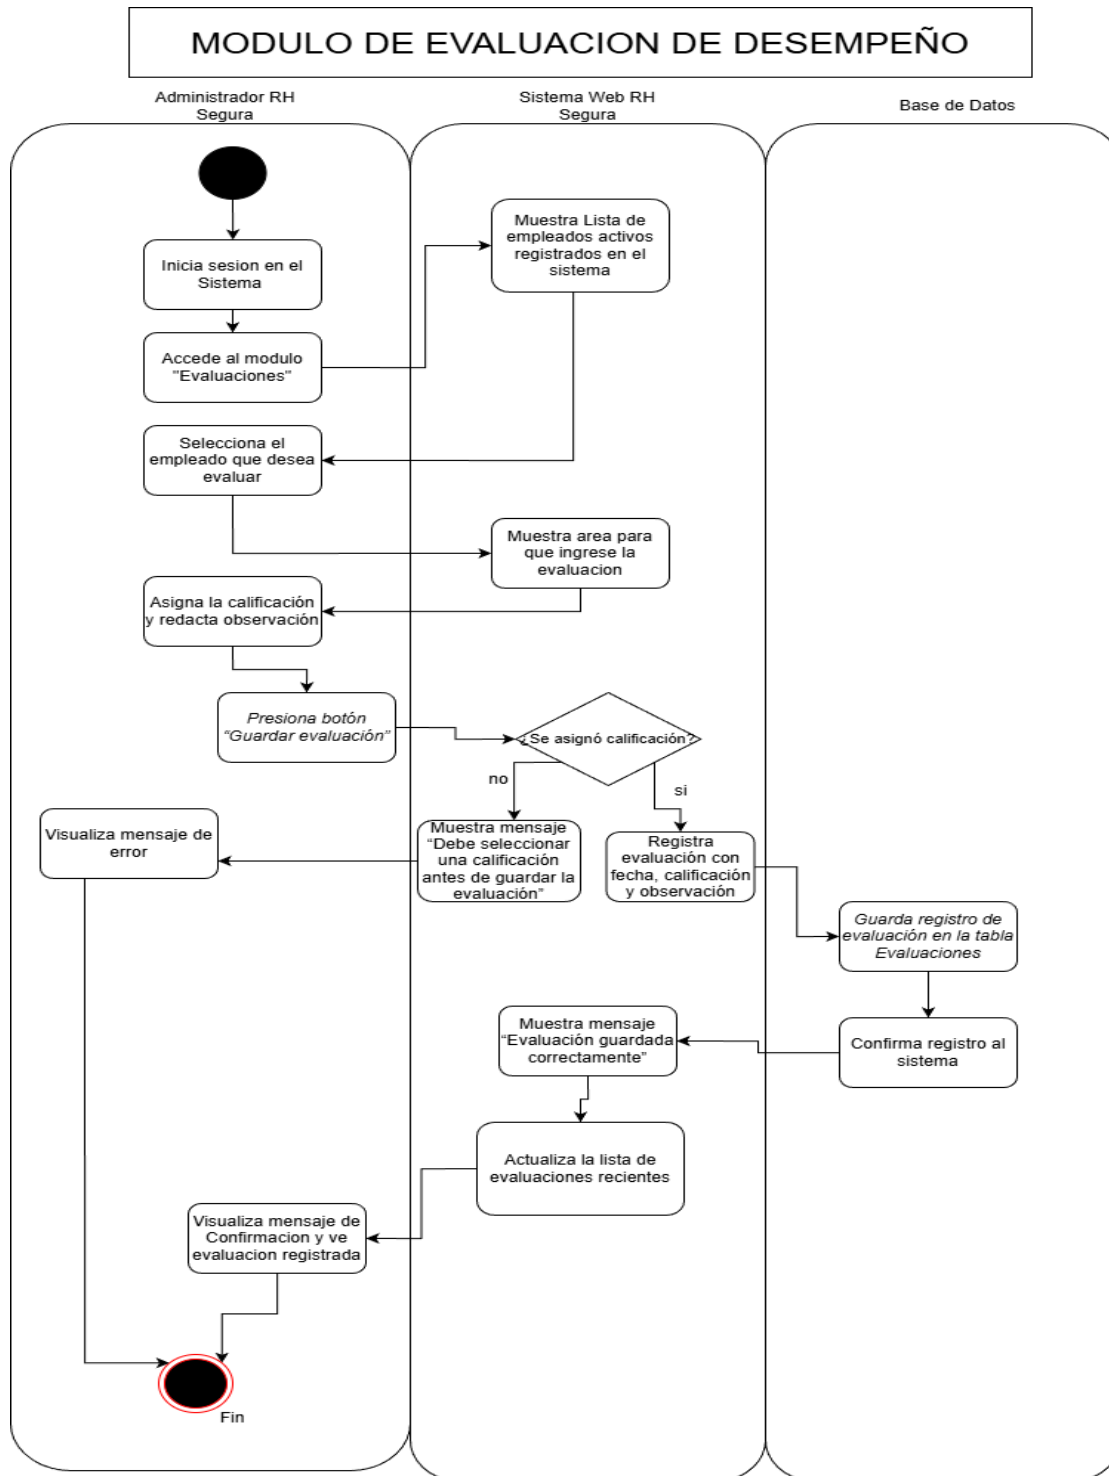 MODULO DE EVALUACION DE DESEMPEÑO
Administrador RH
Segura
Sistema Web RH
Segura
Base de Datos
Inicia sesion en el
Sistema
Muestra Lista de
empleados activos
registrados en el
sistema
Accede al modulo
"Evaluaciones"
Selecciona el
empleado que desea
evaluar
Muestra area para
que ingrese la
evaluacion
Asigna la calificación
y redacta observación
Presiona botón
“Guardar evaluación”
¿Se asignó calificación?
no
si
Visualiza mensaje de
error
Muestra mensaje
“Debe seleccionar
una calificación
antes de guardar la
evaluación”
Registra
evaluación con
fecha, calificación
y observación
Guarda registro de
evaluación en la tabla
Evaluaciones
Confirma registro al
sistema
Muestra mensaje
“Evaluación guardada
correctamente”
Actualiza la lista de
evaluaciones recientes
Visualiza mensaje de
Confirmacion y ve
evaluacion registrada
Fin